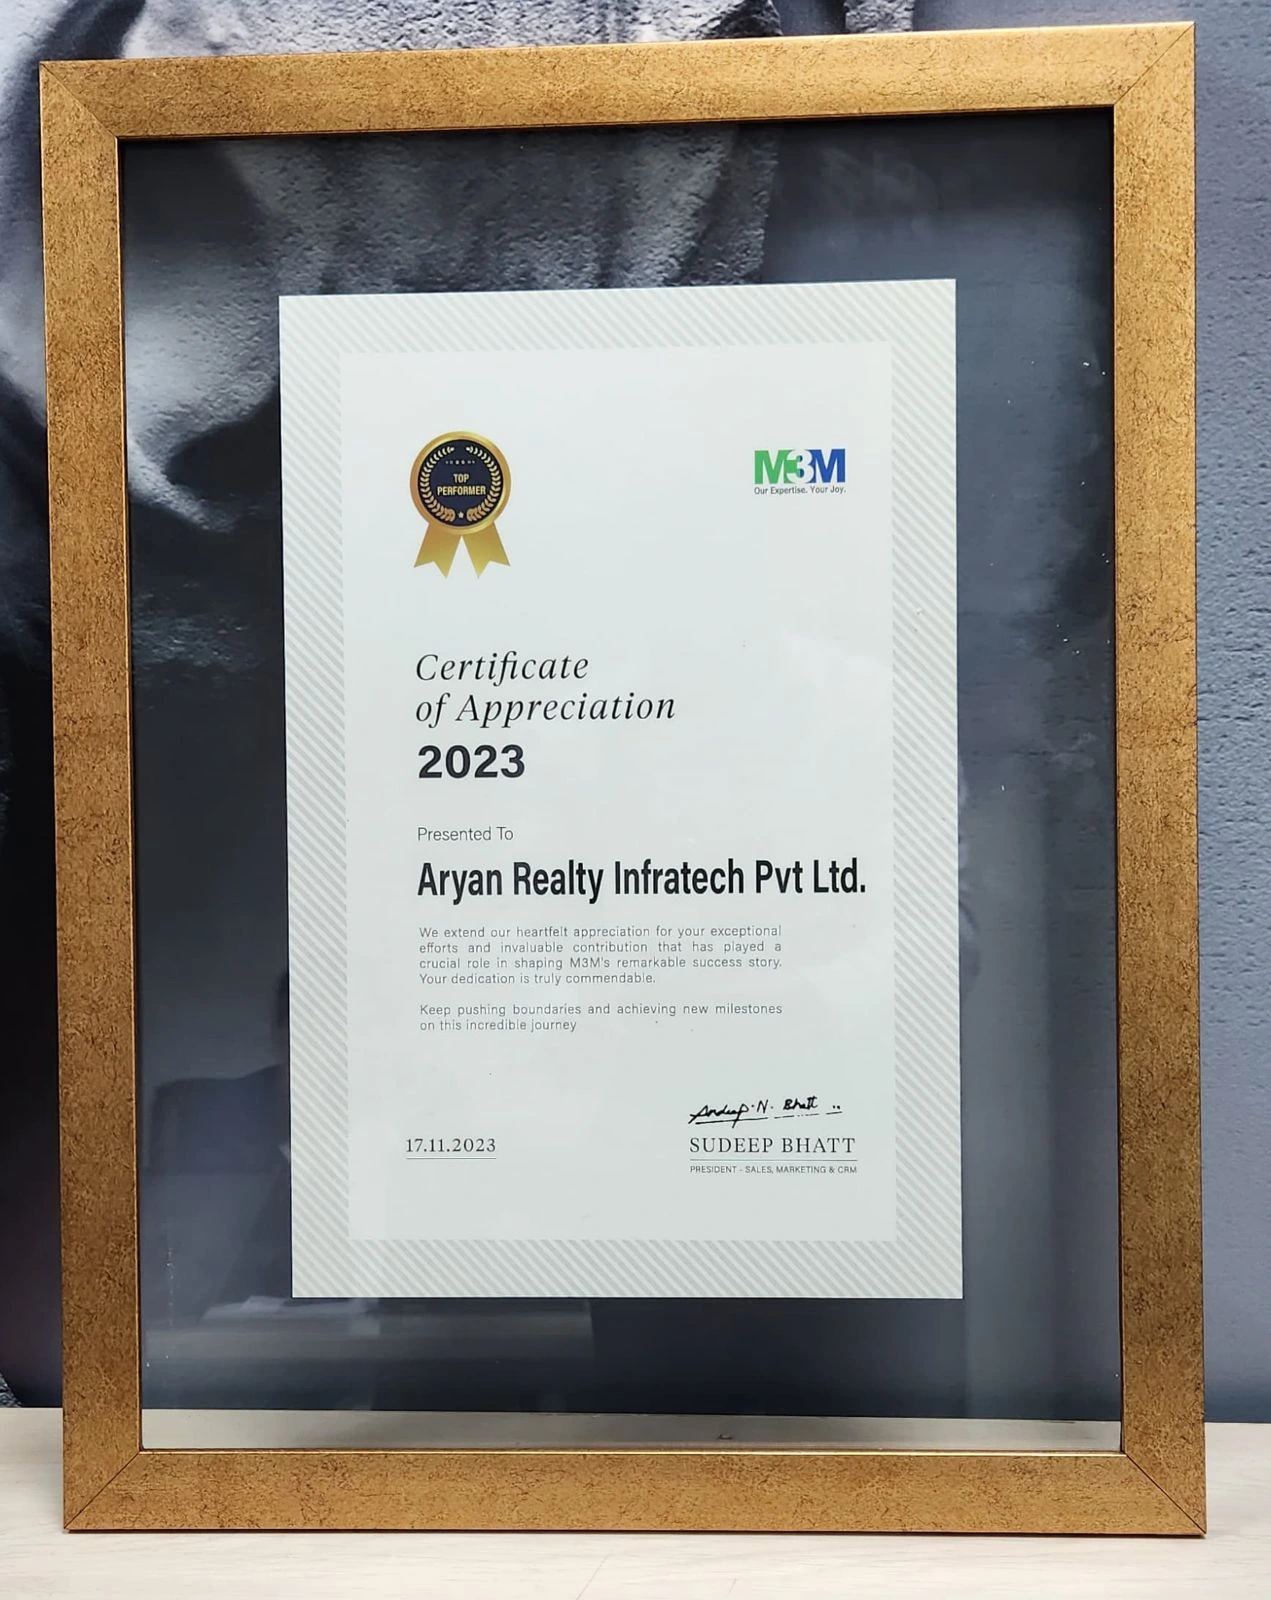 TOP
PERFORMER
M3M
Our Expertise. Your Joy.
Certificate
of Appreciation
2023
Presented To
Aryan Realty Infratech Pvt Ltd.
We extend our heartfelt appreciation for your exceptional
efforts and invaluable contribution that has played a
crucial role in shaping M3M's remarkable success story.
Your dedication is truly commendable.
Keep pushing boundaries and achieving new milestones
on this incredible journey
17.11.2023
N. Bhatt
SUDEEP BHATT
PRESIDENT - SALES, MARKETING & CRM